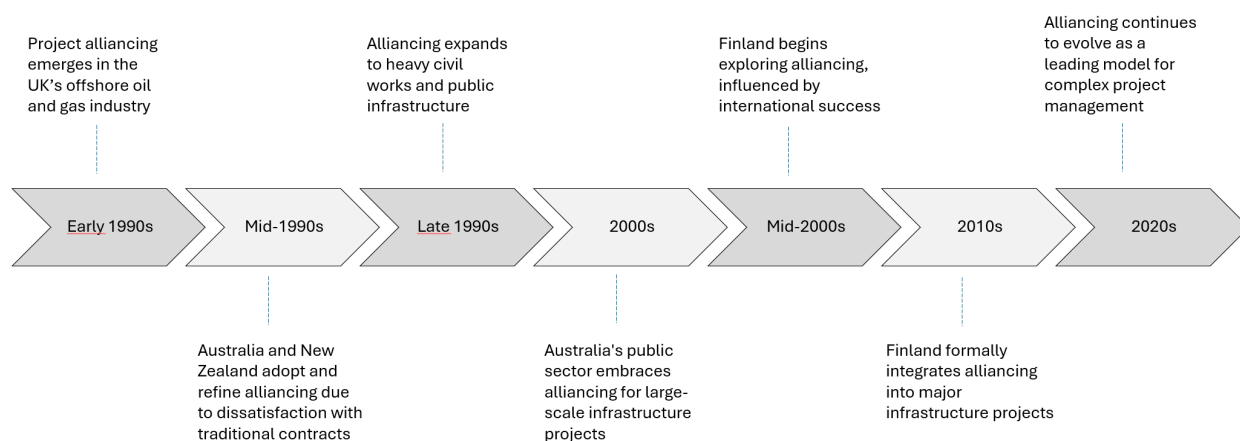 Project alliancing
emerges in the
UK's offshore oil
and gas industry
Alliancing expands
to heavy civil
works and public
infrastructure
Finland begins
exploring alliancing,
influenced by
international success
Alliancing continues
to evolve as a
leading model for
complex project
management
Early 1990s
Mid-1990s
Late 1990s
2000s
Mid-2000s
2010s
2020s
Australia and New
Zealand adopt and
refine alliancing due
to dissatisfaction with
traditional contracts
Australia's public
sector embraces
alliancing for large-
scale infrastructure
projects
Finland formally
integrates alliancing
into major
infrastructure projects